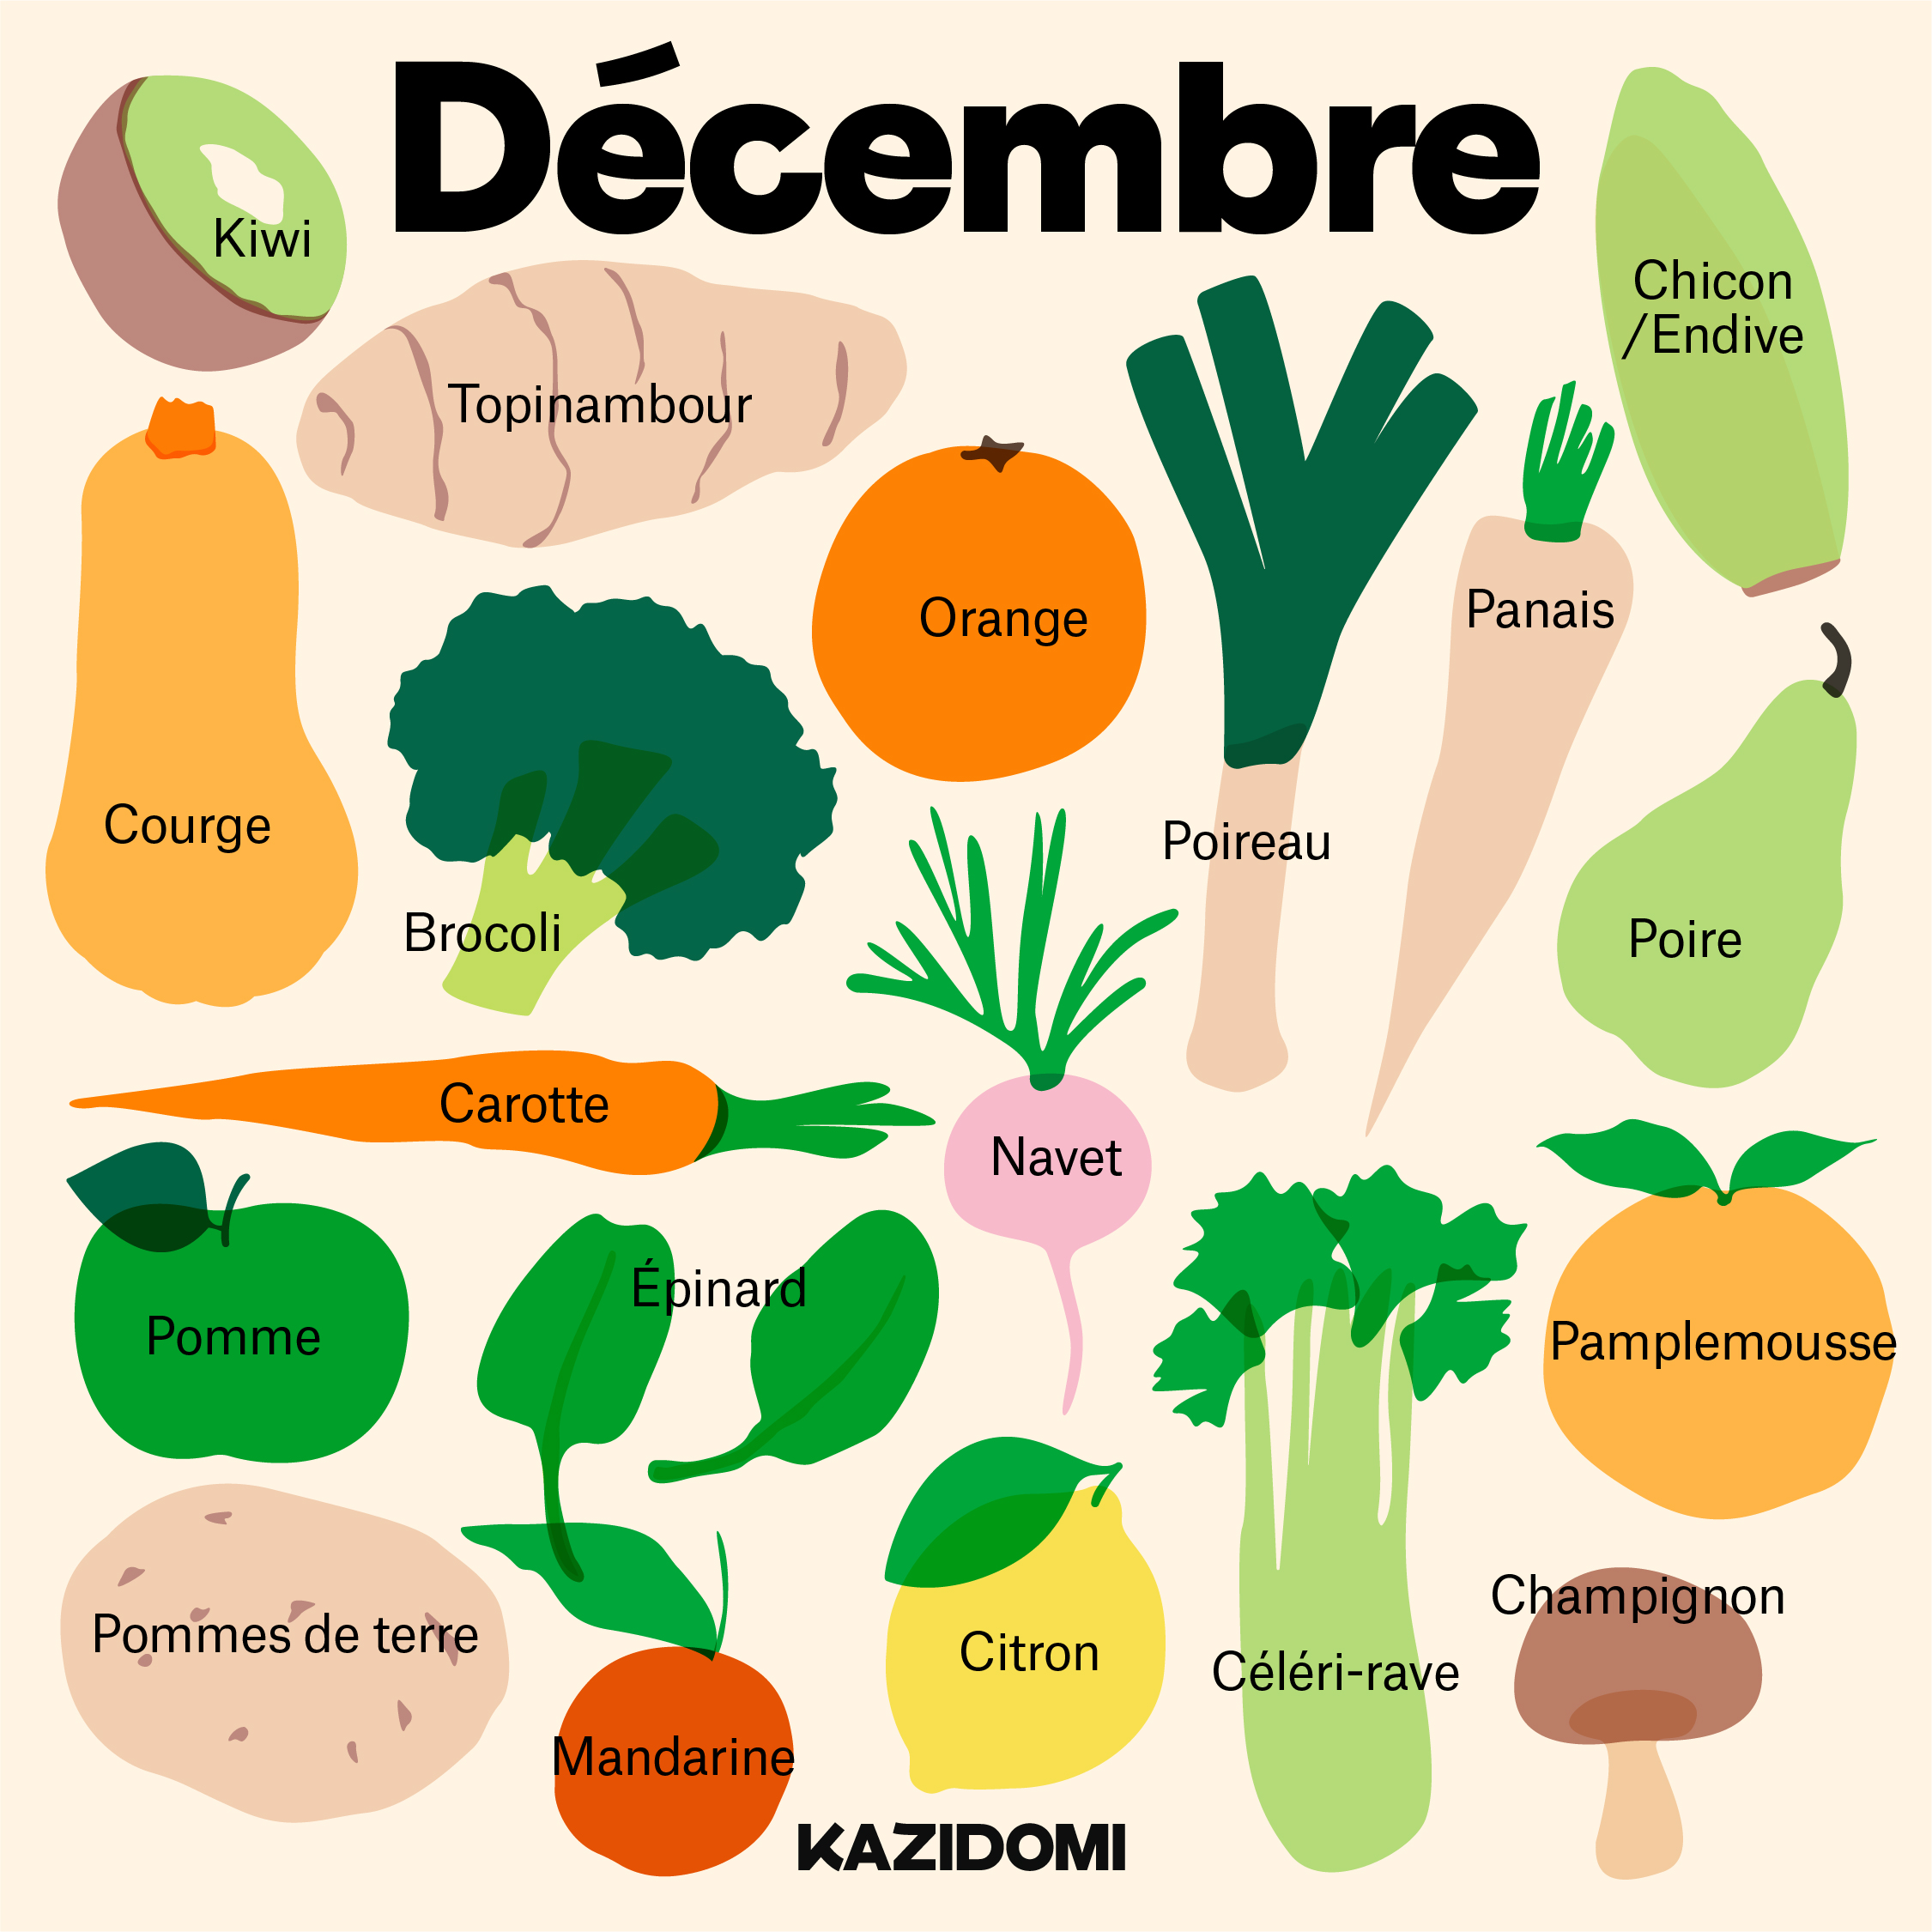 Décembre
Kiwi
Chicon
/Endive
Topinambour
Orange
Panais
Courge
Poireau
Brocoli
Poire
Carotte
Navet
Épinard
Pomme
Pamplemousse
Champignon
Pommes de terre
Citron
Céléri-rave
Mandarine
KAZIDOMI